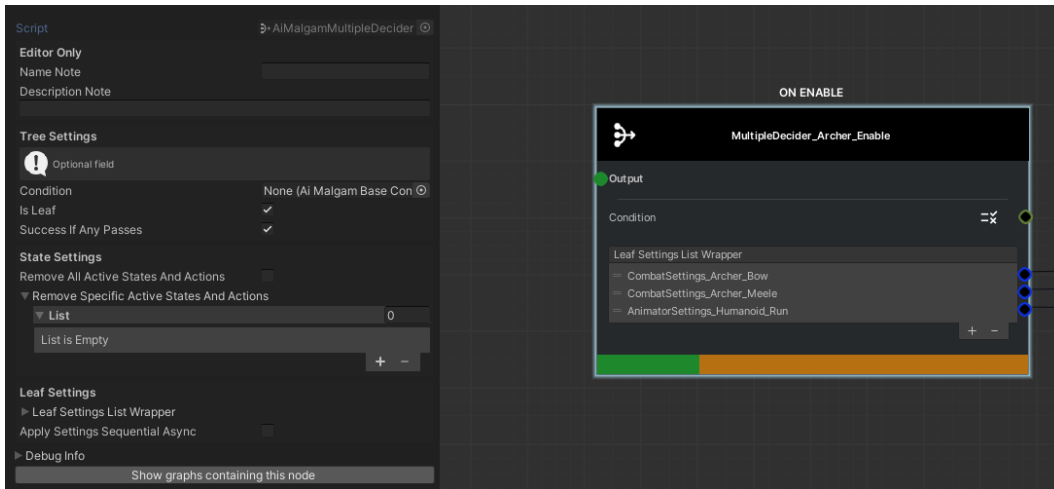 Script AiMalgamMultipleDecider
Editor Only
Name Note
Description Note
Tree Settings
Optional field
Condition None (Ai Malgam Base Con
Is Leaf
Success If Any Passes
State Settings
Remove All Active States And Actions
Remove Specific Active States And Actions
List 0
List is Empty
+ −
Leaf Settings
Leaf Settings List Wrapper
Apply Settings Sequential Async
Debug Info
Show graphs containing this node
ON ENABLE
MultipleDecider_Archer_Enable
Output
Condition
Leaf Settings List Wrapper
CombatSettings_Archer_Bow
CombatSettings_Archer_Meele
AnimatorSettings_Humanoid_Run
+ −